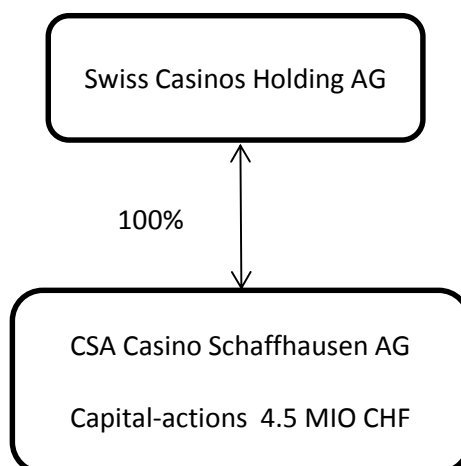 Swiss Casinos Holding AG
100%
CSA Casino Schaffhausen AG
Capital-actions 4.5 MIO CHF